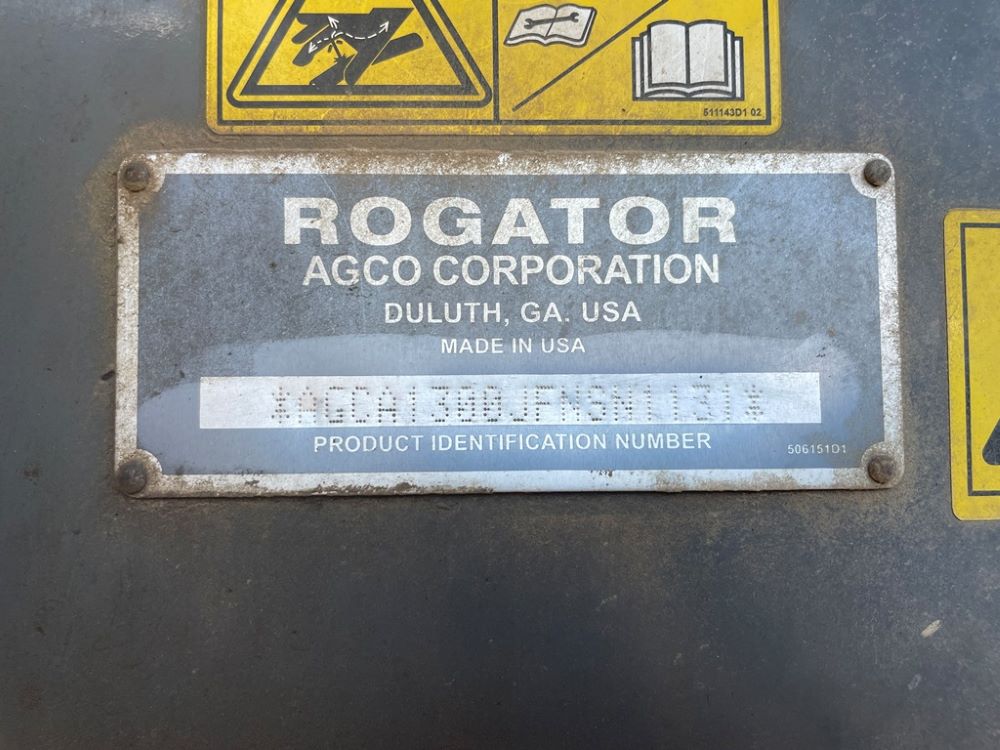 511143D1 02
ROGATOR
AGCO CORPORATION
DULUTH, GA. USA
MADE IN USA
*AGCA1300JFNSN1131*
PRODUCT IDENTIFICATION NUMBER
506151D1